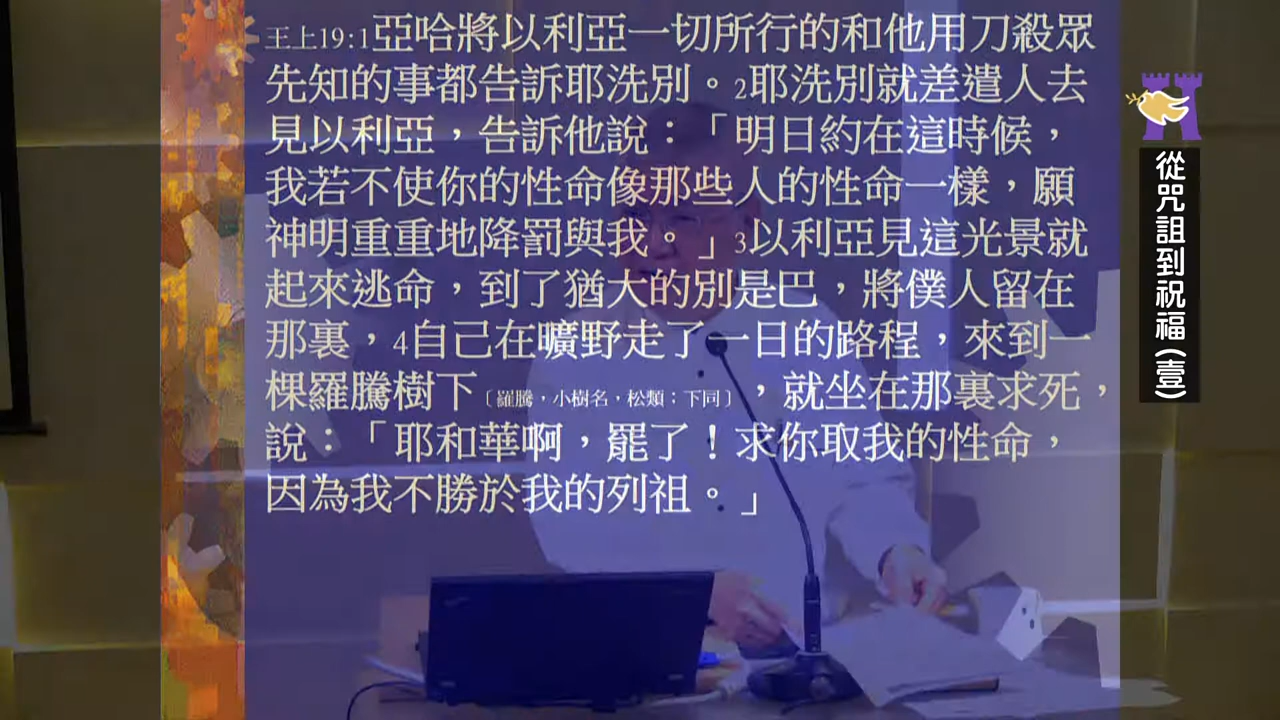 王上19:1亞哈將以利亞一切所行的和他用刀殺眾
先知的事都告訴耶洗別。2耶洗別就差遣人去
見以利亞，告訴他說：「明日約在這時候，
我若不使你的性命像那些人的性命一樣，願
神明重重地降罰與我。」3以利亞見這光景就
起來逃命，到了猶大的別是巴，將僕人留在
那裏，4自己在曠野走了一日的路程，來到一
棵羅騰樹下〔羅騰，小樹名，松類；下同〕，就坐在那裏求死，
說：「耶和華啊，罷了！求你取我的性命，
因為我不勝於我的列祖。」
從咒詛到祝福(壹)